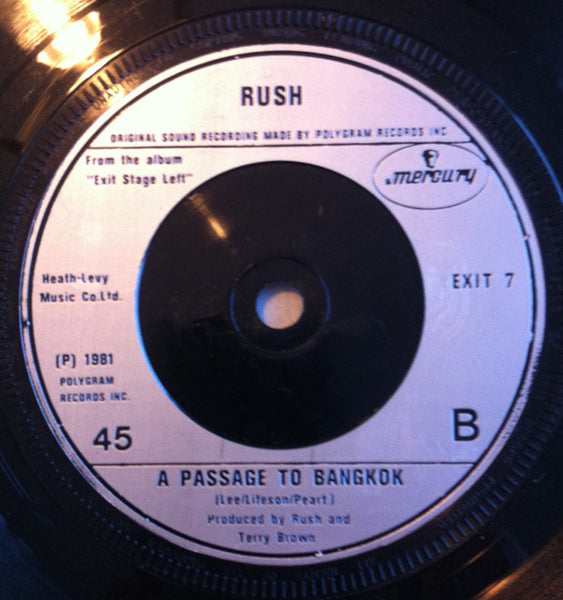 RUSH
ORIGINAL SOUND RECORDING MADE BY POLYGRAM RECORDS INC
From the album
"Exit Stage Left"
mercury
Heath-Levy
Music Co.Ltd.
EXIT 7
(P) 1981
POLYGRAM
RECORDS INC.
45
B
A PASSAGE TO BANGKOK
(Lee/Lifeson/Peart)
Produced by Rush and
Terry Brown